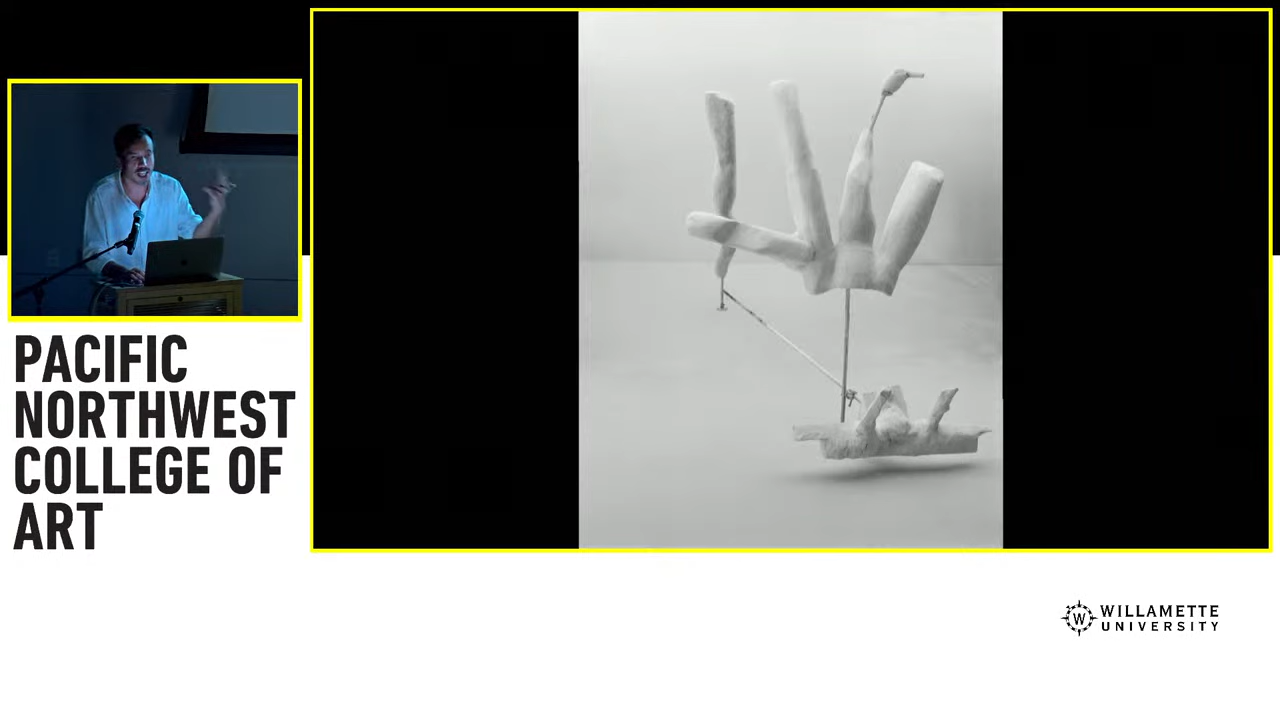 PACIFIC
NORTHWEST
COLLEGE OF
ART
WILLAMETTE
UNIVERSITY
W